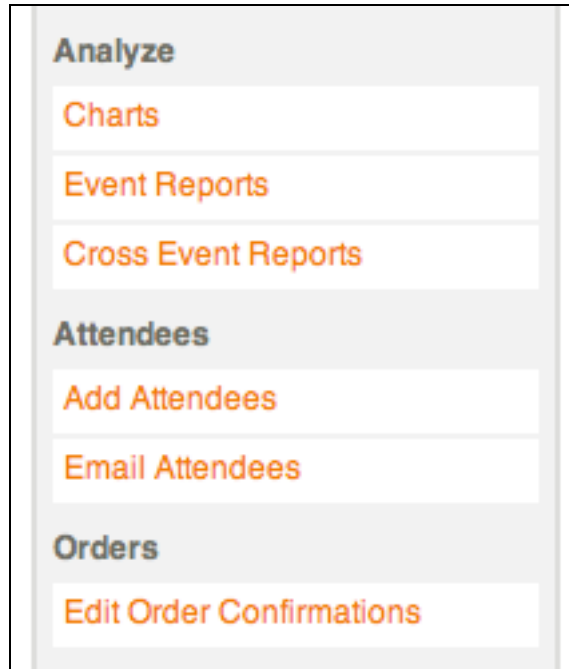 Analyze
Charts
Event Reports
Cross Event Reports
Attendees
Add Attendees
Email Attendees
Orders
Edit Order Confirmations